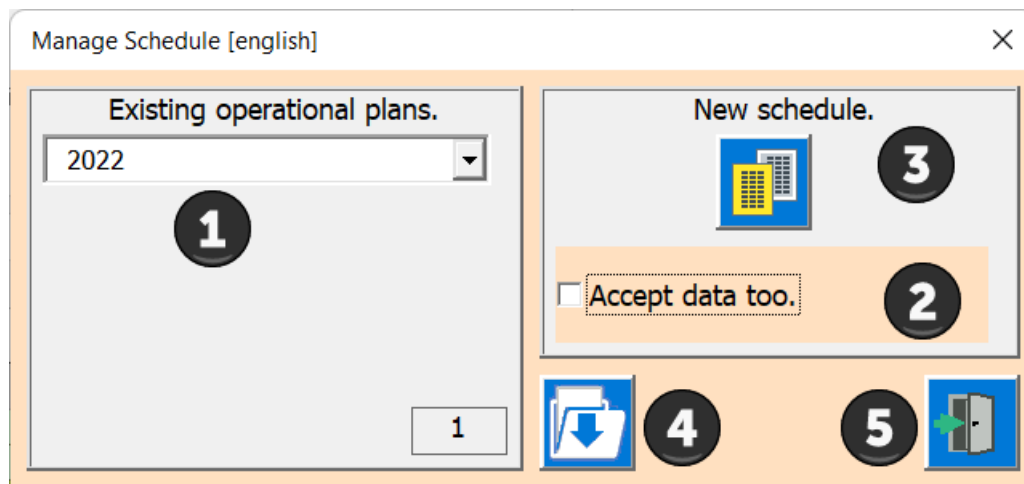 Manage Schedule [english]
Existing operational plans.
2022
1
1
New schedule.
3
Accept data too.
2
4
5